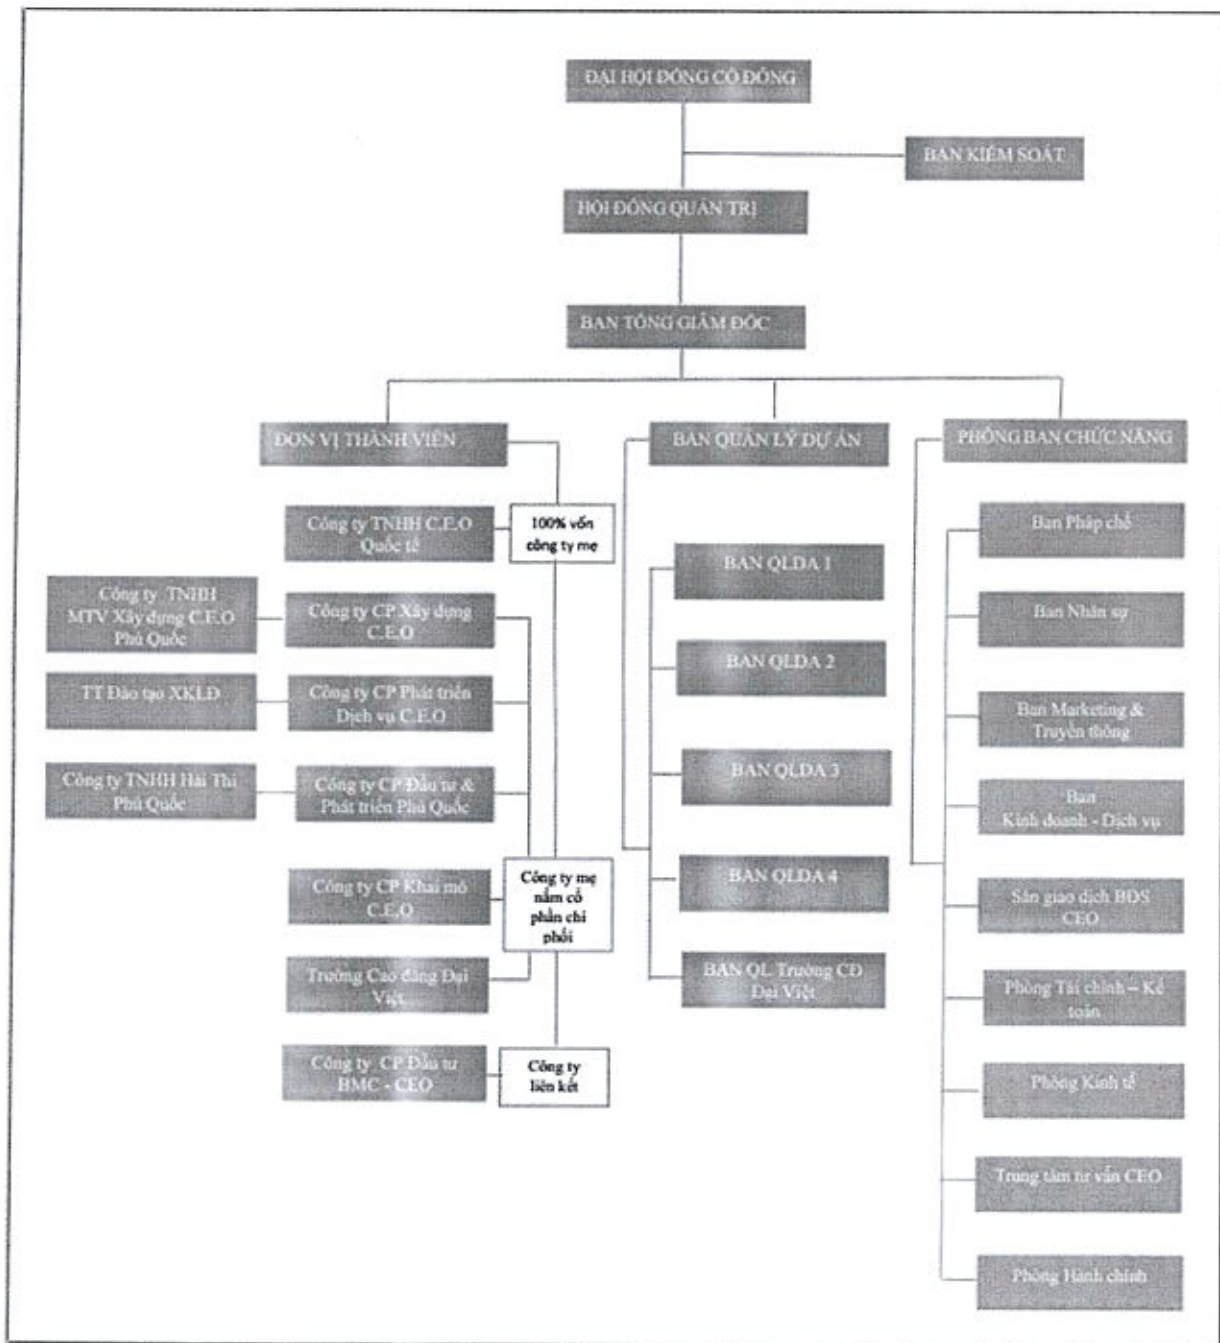 ĐẠI HỘI ĐỒNG CỔ ĐÔNG
BAN KIỂM SOÁT
HỘI ĐỒNG QUẢN TRỊ
BAN TỔNG GIÁM ĐỐC
ĐƠN VỊ THÀNH VIÊN
BAN QUẢN LÝ DỰ ÁN
PHÒNG BAN CHỨC NĂNG
Công ty TNHH C.E.O
Quốc tế
100% vốn
công ty mẹ
Công ty TNHH
MTV Xây dựng C.E.O
Phú Quốc
Công ty CP Xây dựng
C.E.O
TT Đào tạo XKLĐ
Công ty CP Phát triển
Dịch vụ C.E.O
Công ty TNHH Hải Thi
Phú Quốc
Công ty CP Đầu tư &
Phát triển Phú Quốc
Công ty CP Khai mỏ
C.E.O
Công ty mẹ
nắm cổ
phần chi
phối
Trường Cao đẳng Đại
Việt
Công ty CP Đầu tư
BMC - CEO
Công ty
liên kết
BAN QLDA 1
BAN QLDA 2
BAN QLDA 3
BAN QLDA 4
BAN QL Trường CĐ
Đại Việt
Ban Pháp chế
Ban Nhân sự
Ban Marketing &
Truyền thông
Ban
Kinh doanh - Dịch vụ
Sàn giao dịch BĐS
CEO
Phòng Tài chính – Kế
toán
Phòng Kinh tế
Trung tâm tư vấn CEO
Phòng Hành chính